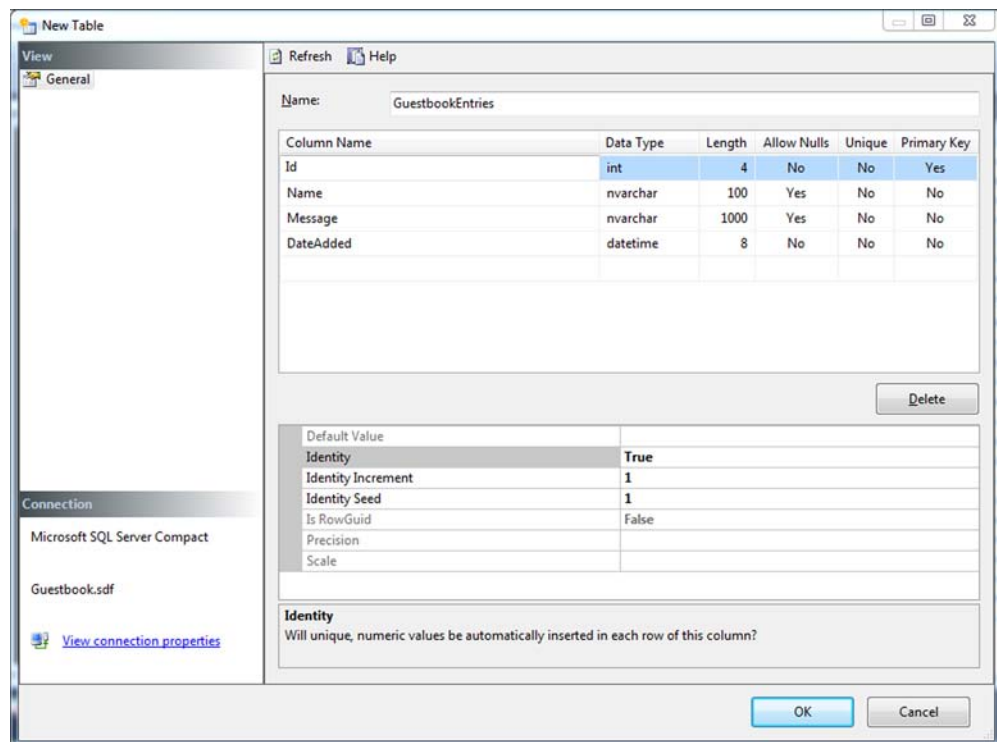 New Table
View
General
Refresh Help
Name: GuestbookEntries
Column Name Data Type Length Allow Nulls Unique Primary Key
Id int 4 No No Yes
Name nvarchar 100 Yes No No
Message nvarchar 1000 Yes No No
DateAdded datetime 8 No No No
Delete
Default Value
Identity True
Identity Increment 1
Identity Seed 1
Is RowGuid False
Precision
Scale
Identity
Will unique, numeric values be automatically inserted in each row of this column?
Connection
Microsoft SQL Server Compact
Guestbook.sdf
View connection properties
OK Cancel